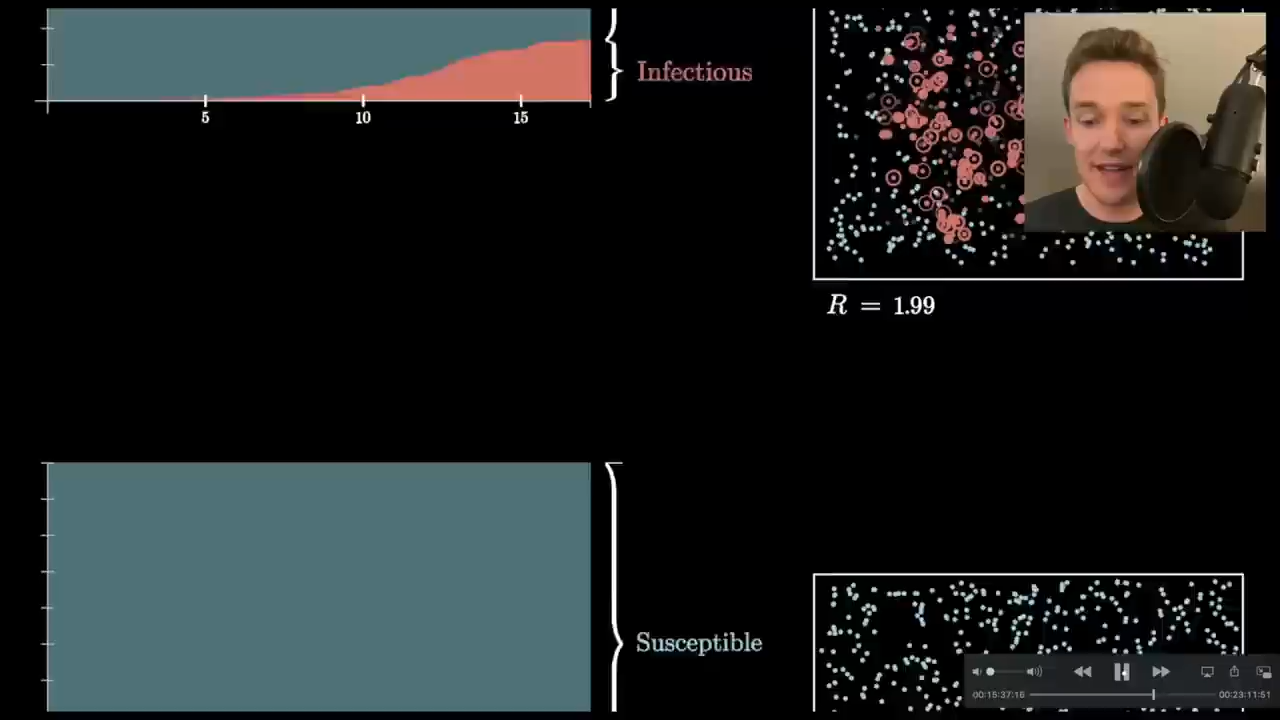 Infectious
5 10 15
R = 1.99
Susceptible
00:15:37:16 00:23:11:51